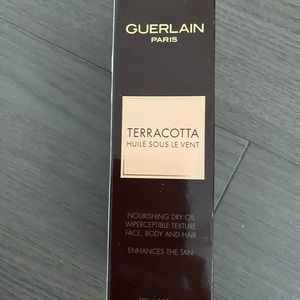 GUERLAIN
PARIS
TERRACOTTA
HUILE SOUS LE VENT
NOURISHING DRY OIL
IMPERCEPTIBLE TEXTURE
FACE, BODY AND HAIR
ENHANCES THE TAN